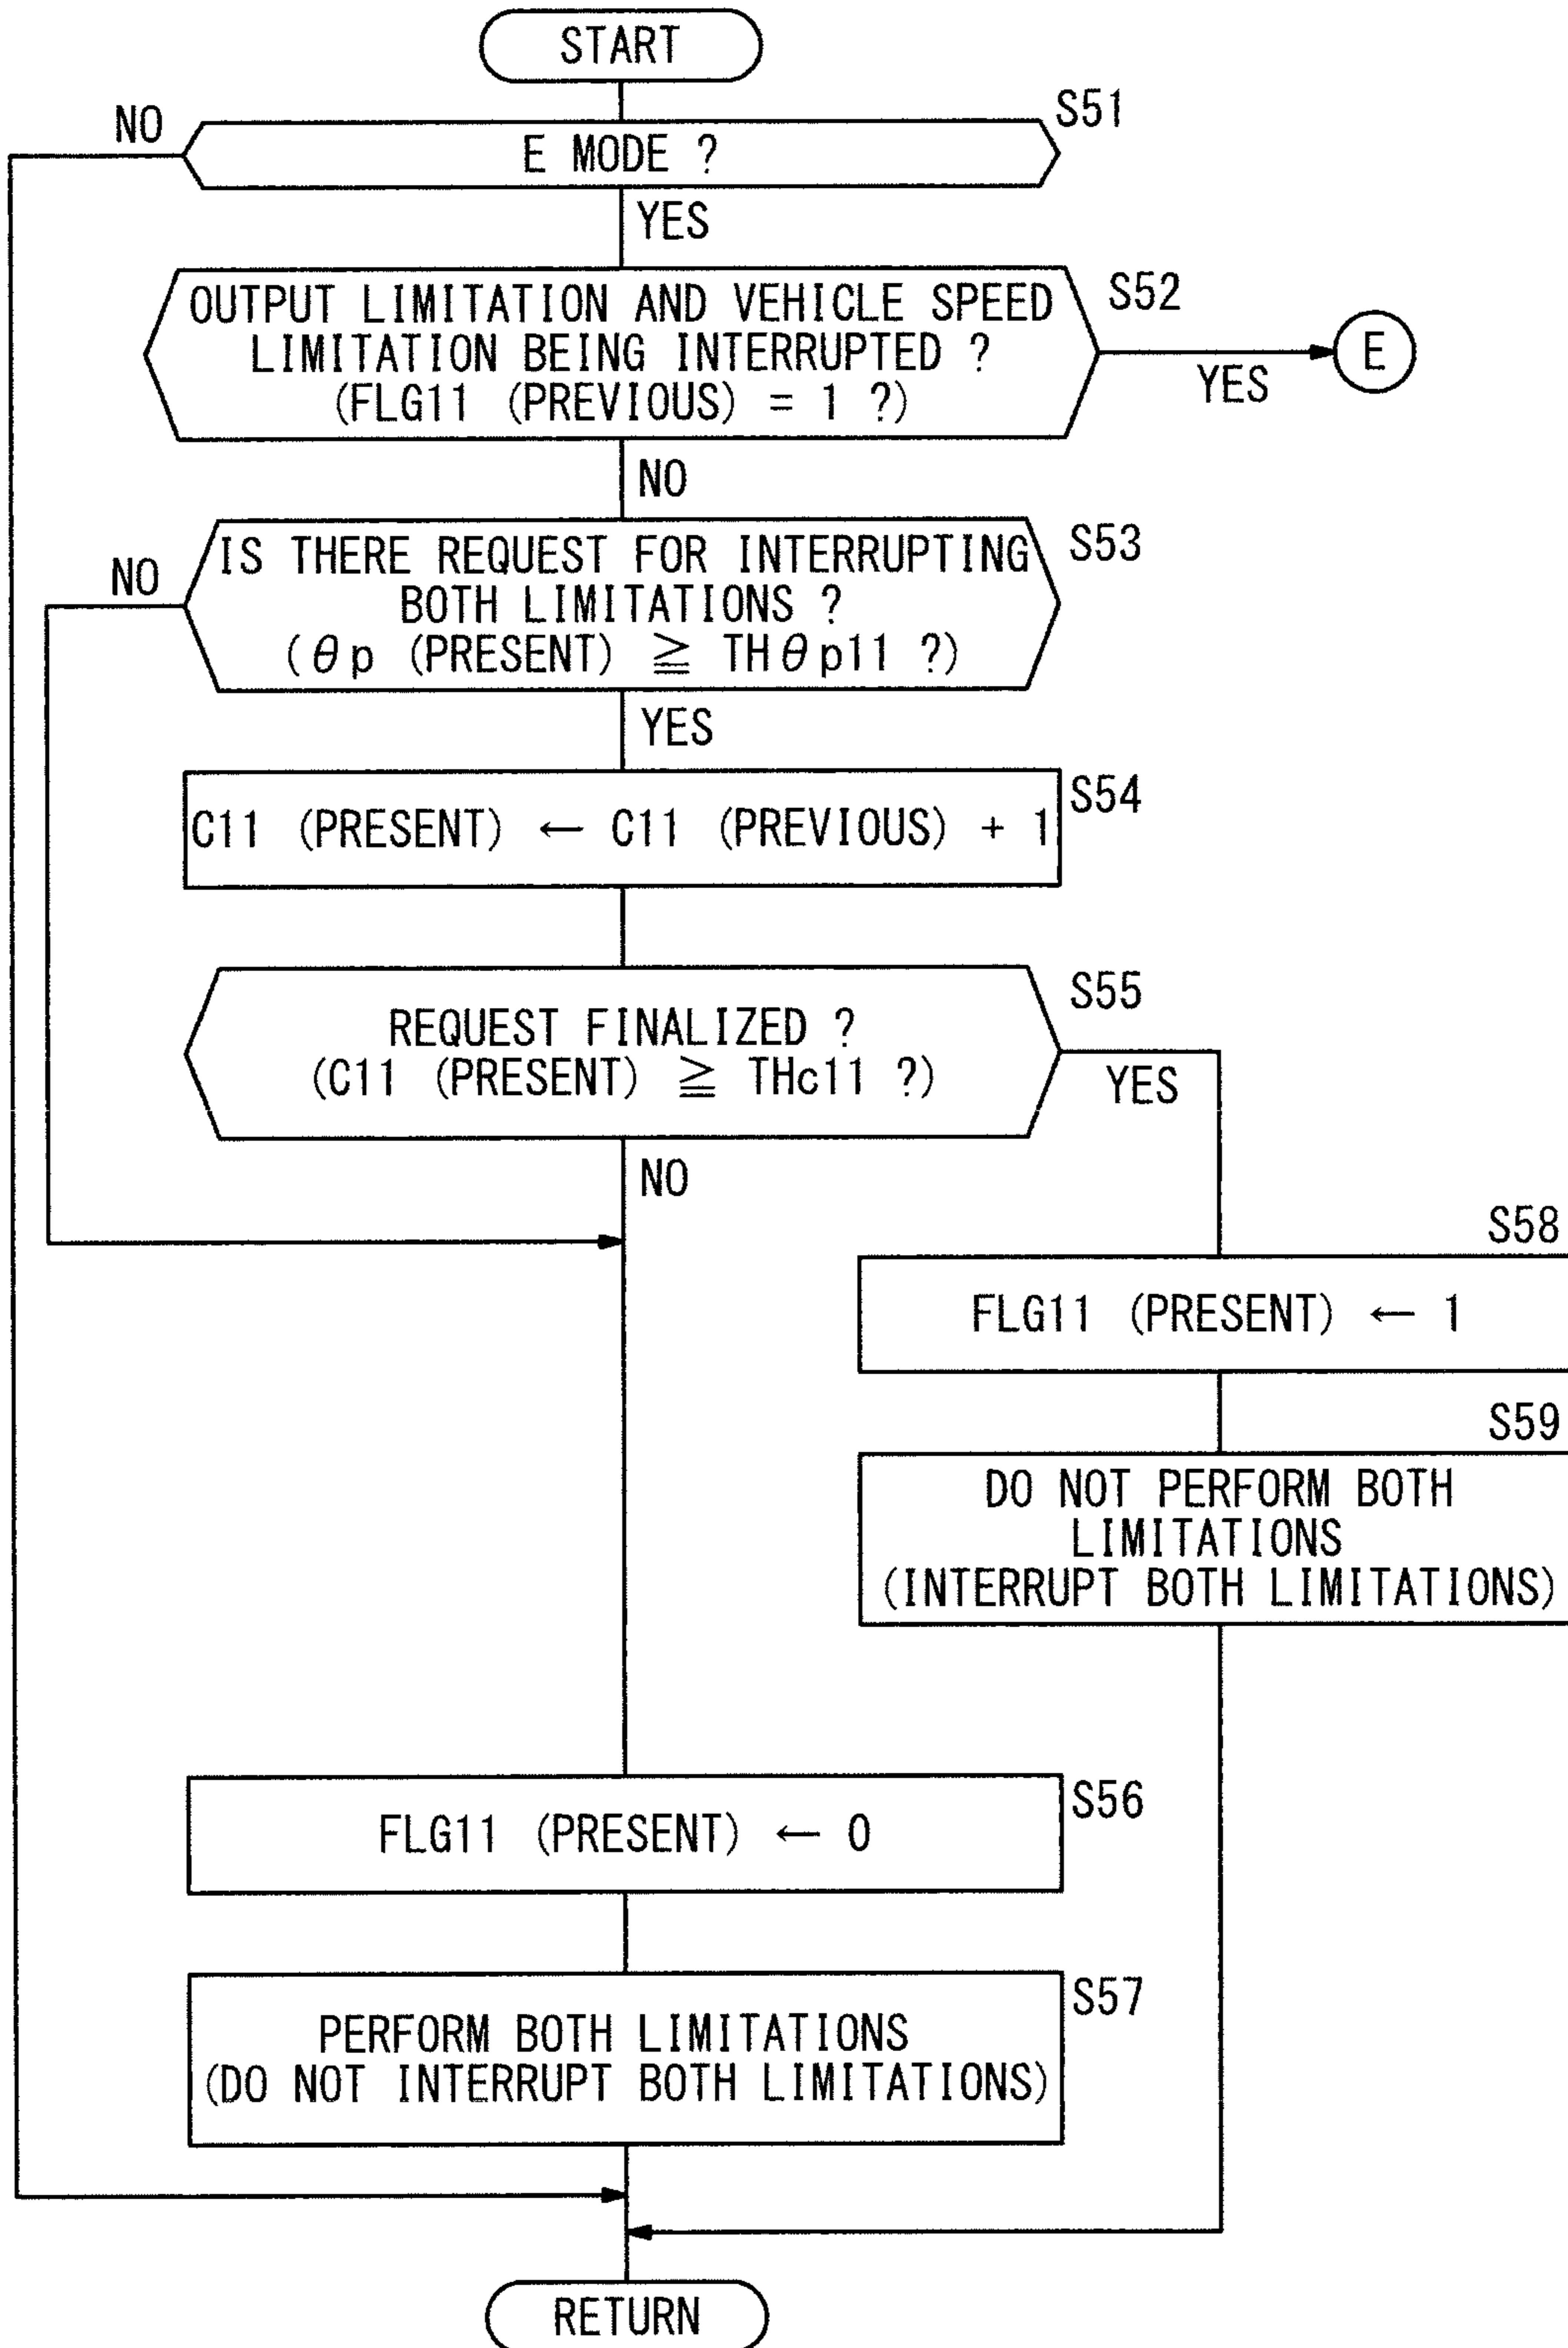 START
NO
S51
E MODE ?
YES
OUTPUT LIMITATION AND VEHICLE SPEED
LIMITATION BEING INTERRUPTED ?
(FLG11 (PREVIOUS) = 1 ?)
S52
E
YES
NO
IS THERE REQUEST FOR INTERRUPTING
BOTH LIMITATIONS ?
(θp (PRESENT) ≧ THθp11 ?)
S53
NO
YES
S54
C11 (PRESENT) ← C11 (PREVIOUS) + 1
S55
REQUEST FINALIZED ?
(C11 (PRESENT) ≧ THc11 ?)
YES
NO
S58
FLG11 (PRESENT) ← 1
S59
DO NOT PERFORM BOTH
LIMITATIONS
(INTERRUPT BOTH LIMITATIONS)
S56
FLG11 (PRESENT) ← 0
S57
PERFORM BOTH LIMITATIONS
(DO NOT INTERRUPT BOTH LIMITATIONS)
RETURN